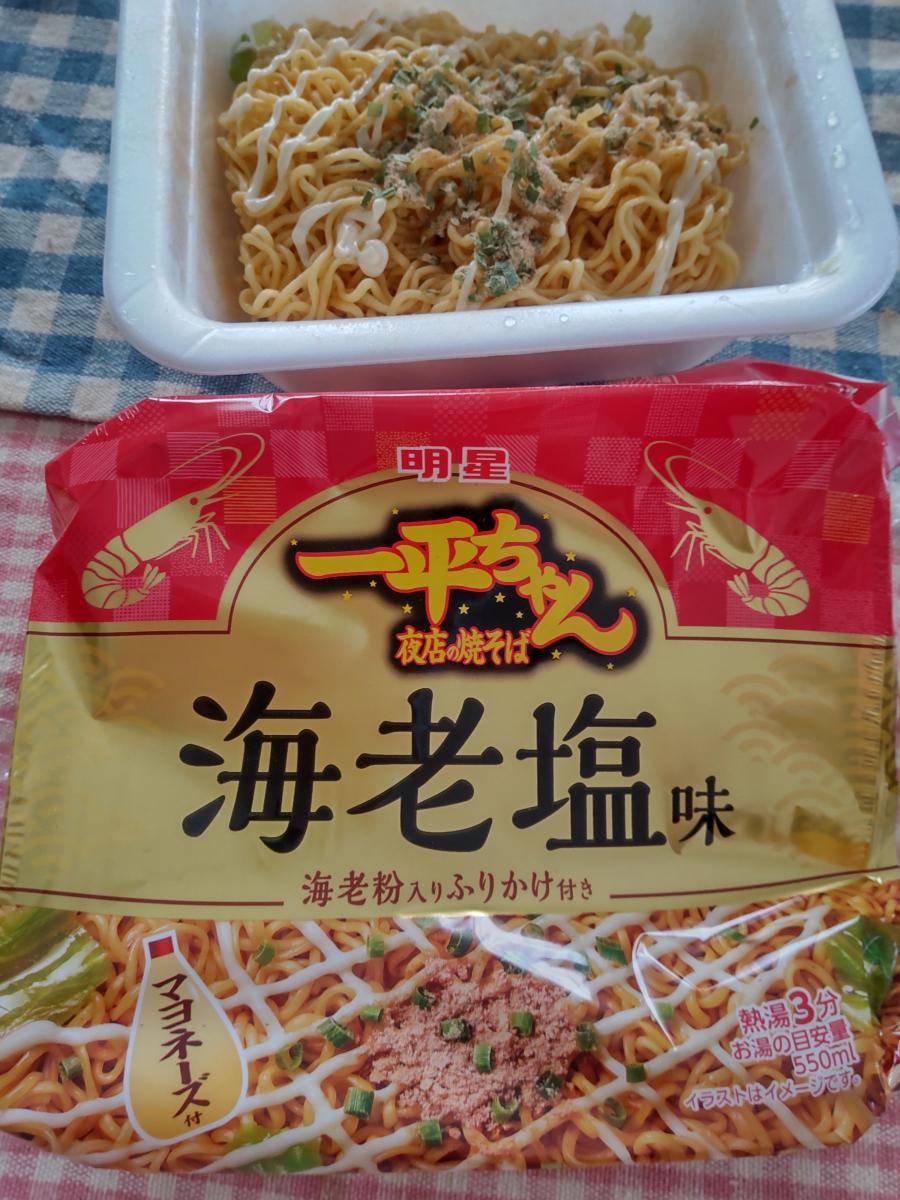 明星
一平ちゃん
夜店の焼そば
海老塩味
海老粉入りふりかけ付き
マヨネーズ付
熱湯3分
お湯の目安量
550ml
イラストはイメージです。